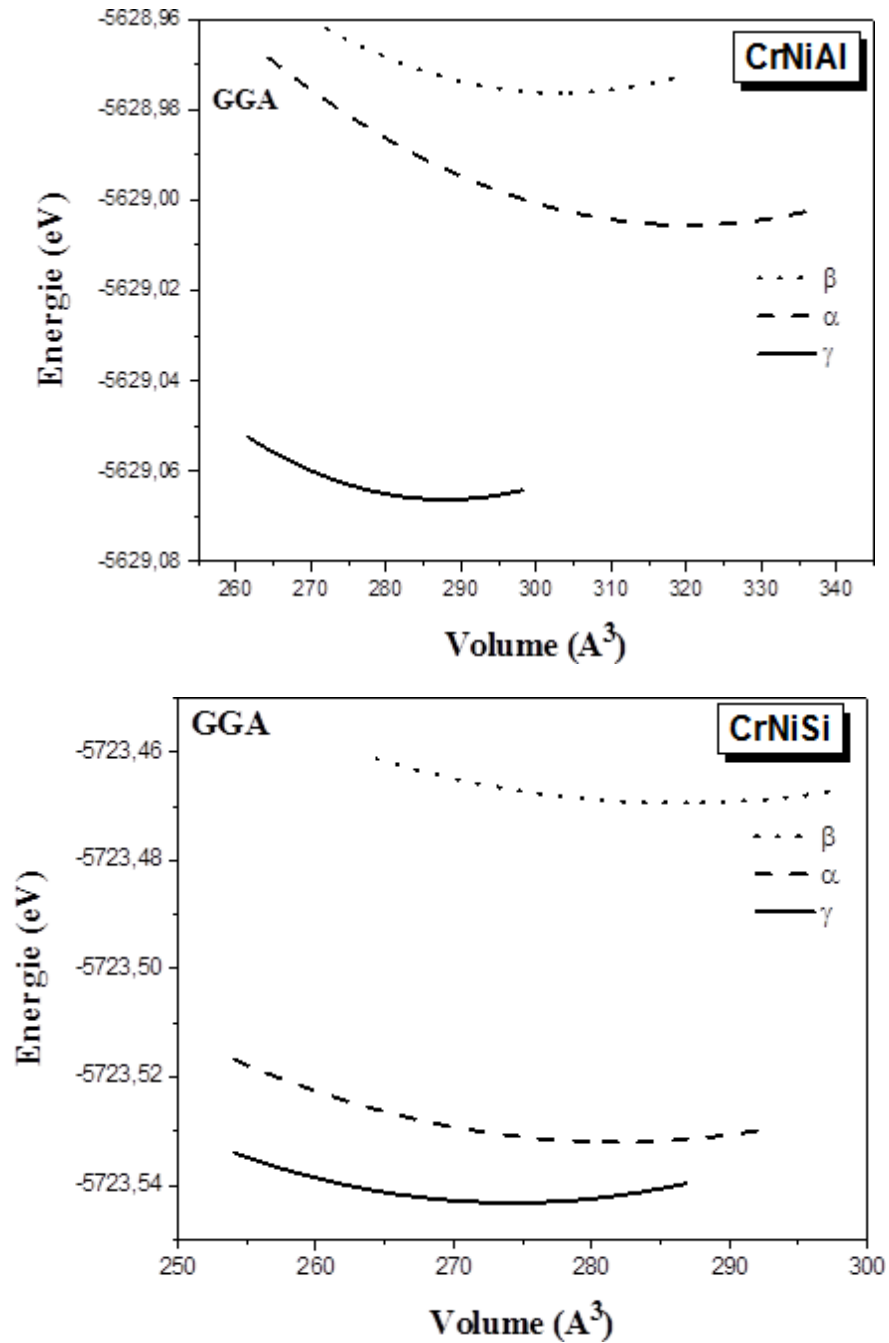 -5628,96
CrNiAl
GGA
-5628,98
-5629,00
β
-5629,02
α
γ
-5629,04
-5629,06
-5629,08
Energie (eV)
260 270 280 290 300 310 320 330 340
Volume (A³)
GGA
CrNiSi
-5723,46
β
-5723,48
α
γ
-5723,50
-5723,52
-5723,54
Energie (eV)
250 260 270 280 290 300
Volume (A³)